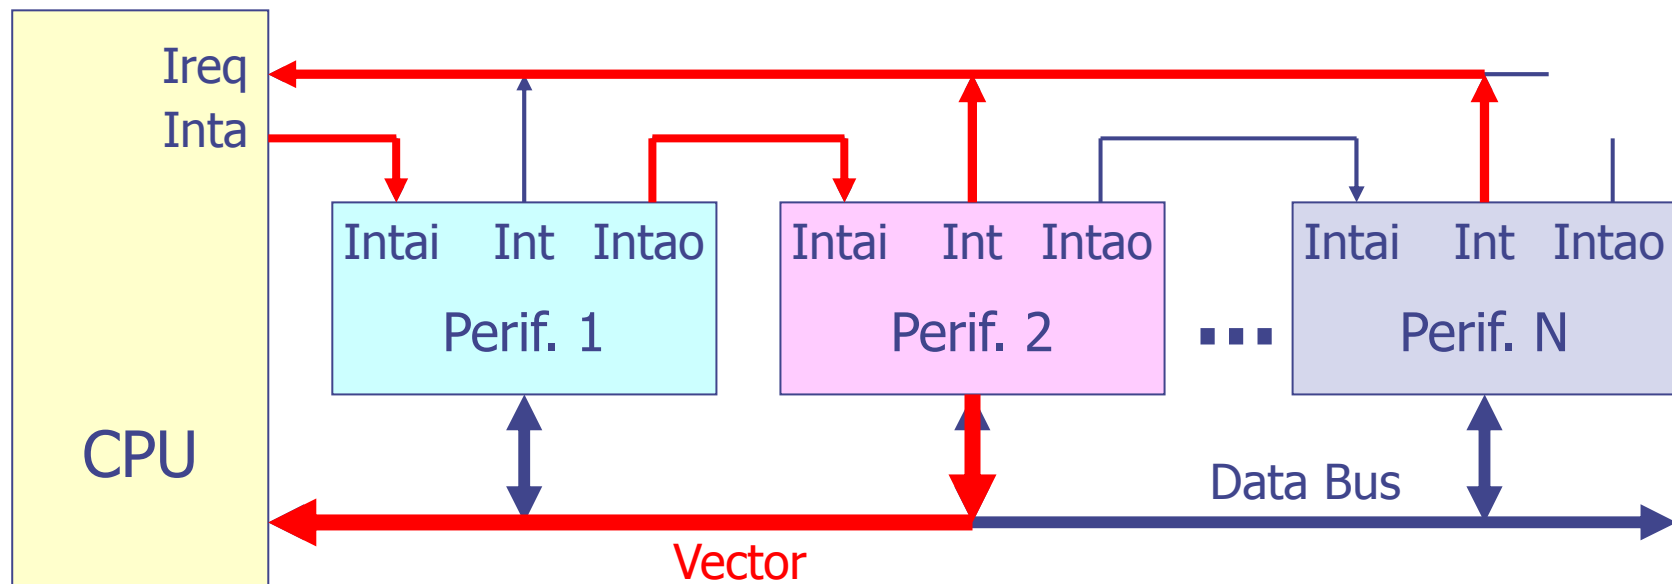 Ireq
Inta
Intai Int Intao
Intai Int Intao
Intai Int Intao
Perif. 1
Perif. 2
...
Perif. N
CPU
Data Bus
Vector